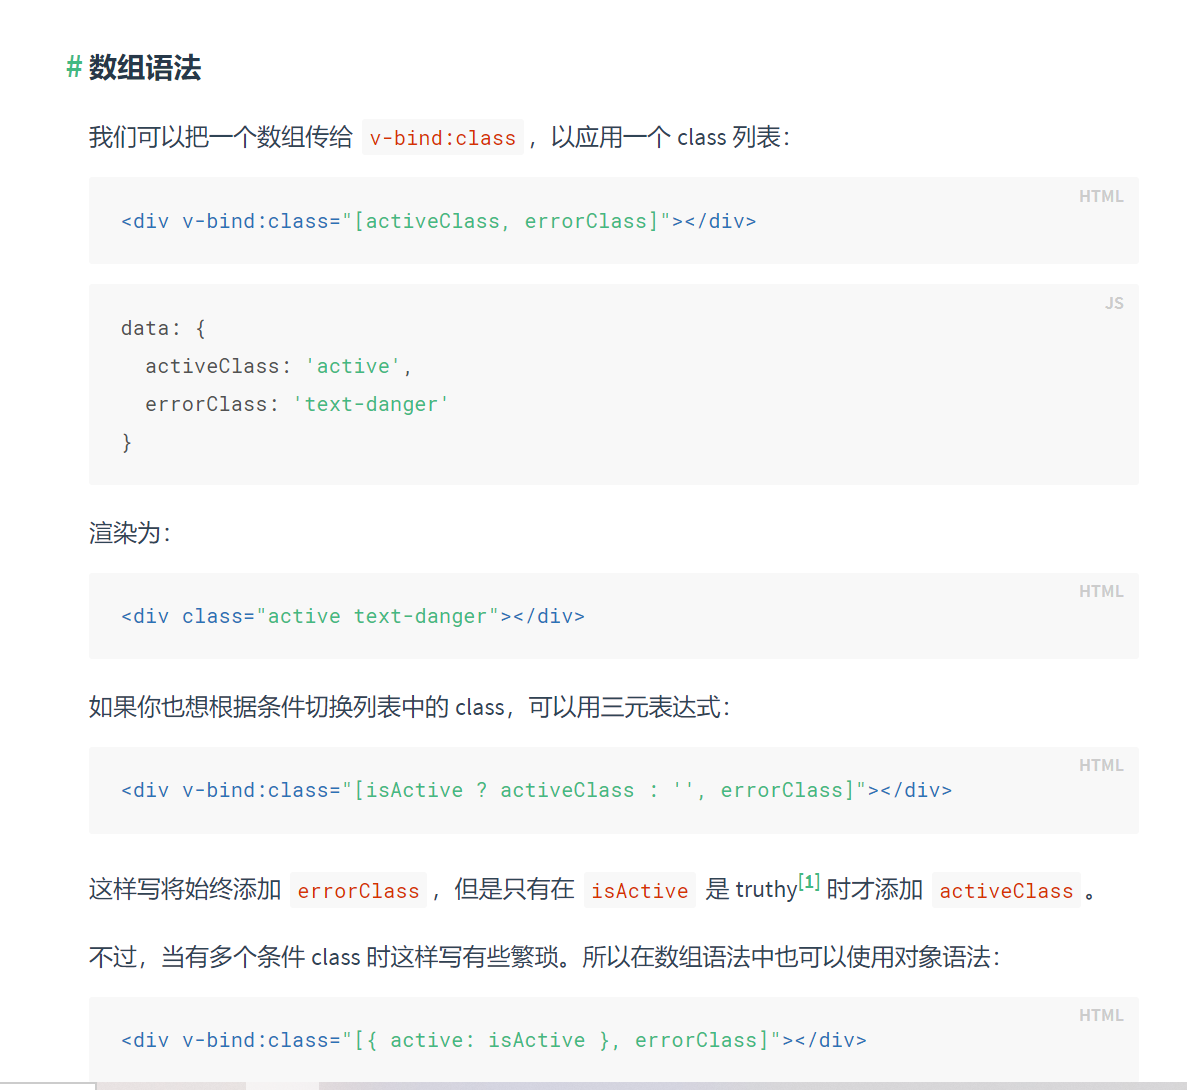 # 数组语法
我们可以把一个数组传给 v-bind:class，以应用一个 class 列表：
HTML
<div v-bind:class="[activeClass, errorClass]"></div>
JS
data: {
  activeClass: 'active',
  errorClass: 'text-danger'
}
渲染为：
HTML
<div class="active text-danger"></div>
如果你也想根据条件切换列表中的 class，可以用三元表达式：
HTML
<div v-bind:class="[isActive ? activeClass : '', errorClass]"></div>
这样写将始终添加 errorClass，但是只有在 isActive 是 truthy[1] 时才添加 activeClass。
不过，当有多个条件 class 时这样写有些繁琐。所以在数组语法中也可以使用对象语法：
HTML
<div v-bind:class="[{ active: isActive }, errorClass]"></div>